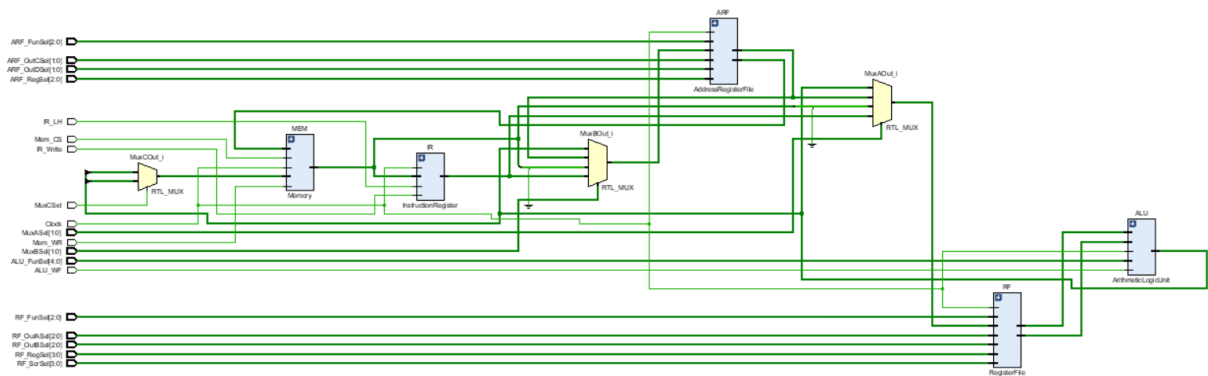 ARF
ARF_FunSel[2:0]
ARF_OutCSel[1:0]
ARF_OutDSel[1:0]
ARF_RegSel[2:0]
AddressRegisterFile
MuxAOut_i
RTL_MUX
IR_LH
MEM
MuxBOut_i
Mem_CS
IR_Write
IR
MuxCOut_i
RTL_MUX
RTL_MUX
Memory
InstructionRegister
MuxCSel
Clock
MuxASel[1:0]
Mem_WR
MuxBSel[1:0]
ALU_FunSel[4:0]
ALU_WF
ALU
ArithmeticLogicUnit
RF
RF_FunSel[2:0]
RF_OutASel[2:0]
RF_OutBSel[2:0]
RF_RegSel[3:0]
RF_ScrSel[3:0]
RegisterFile